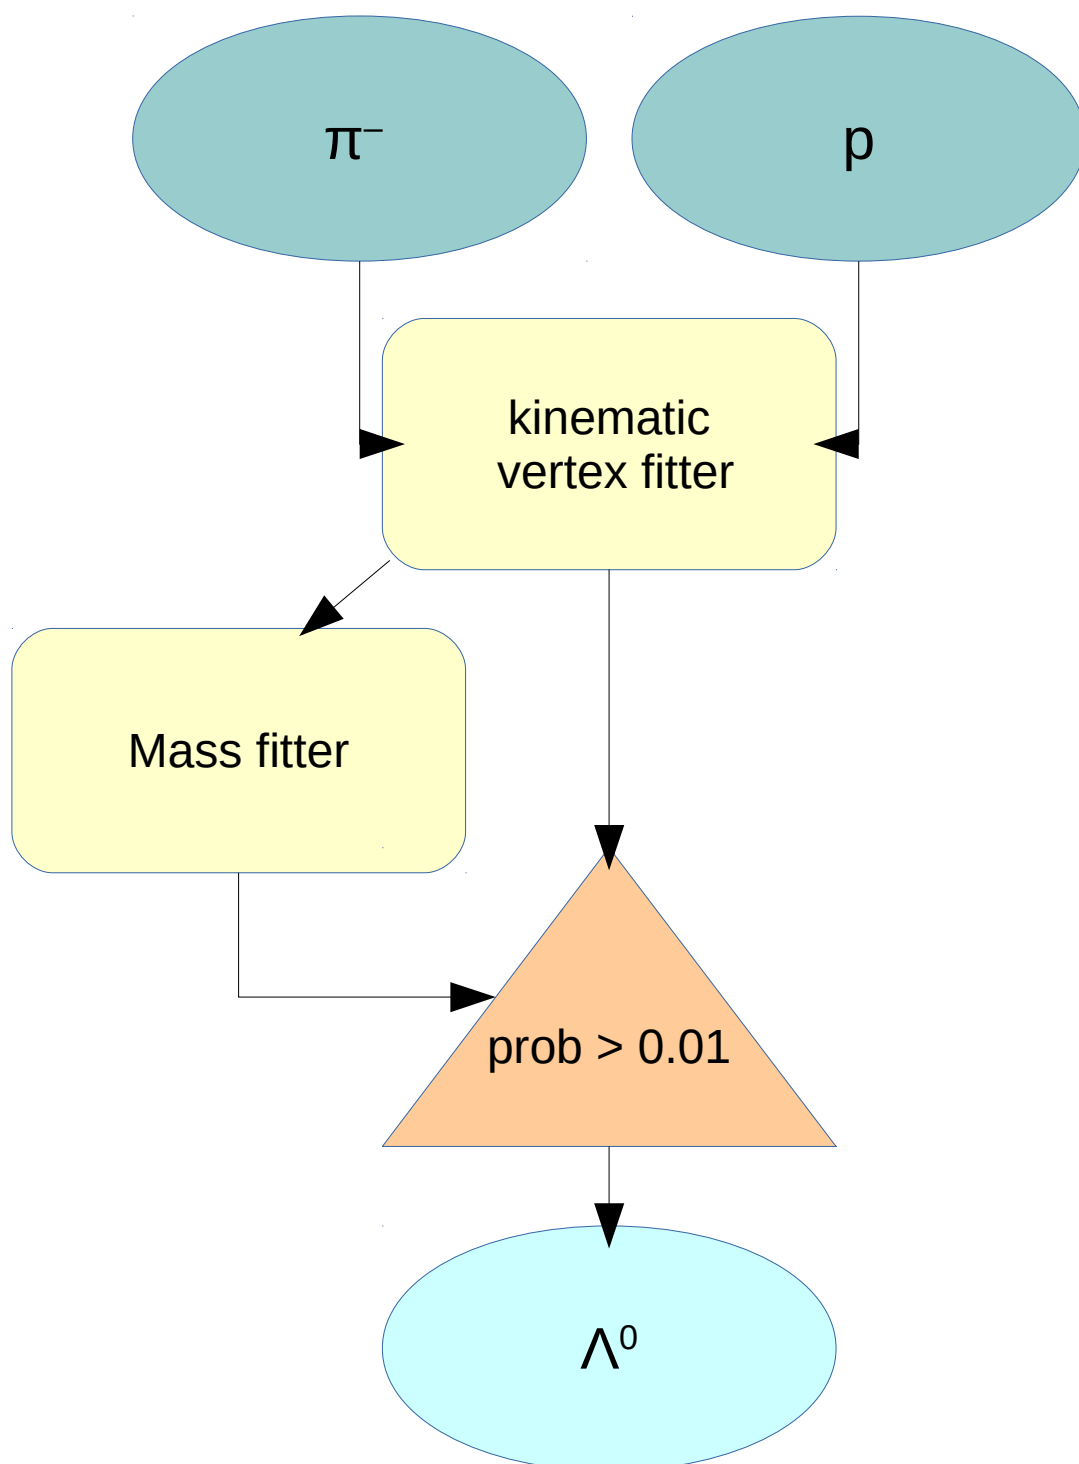 π⁻
p
kinematic
vertex fitter
Mass fitter
prob > 0.01
Λ⁰